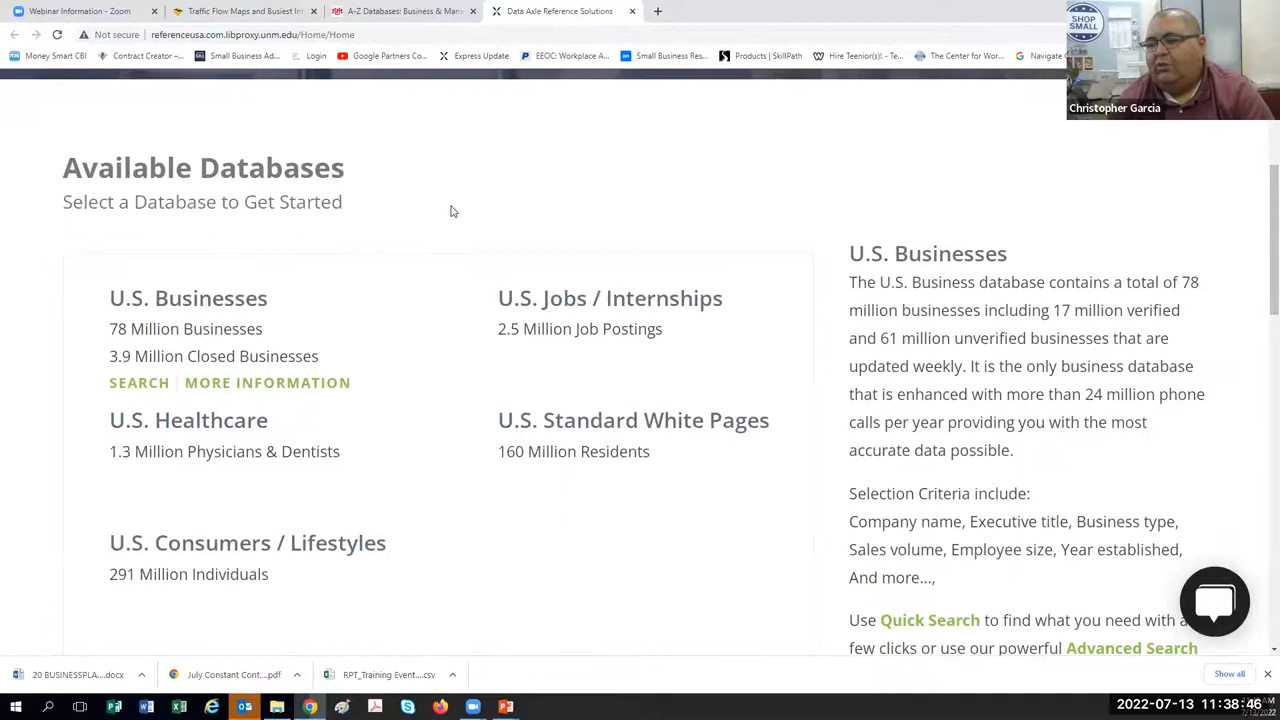 Webinar Information - Zoom
Traffic Flow Maps and Busiest Int
A-Z Databases: Business & Mana
Data Axle Reference Solutions
Not secure
referenceusa.com.libproxy.unm.edu/Home/Home
Money Smart CBI
Contract Creator –...
Small Business Ad...
Login
Google Partners Co...
Express Update
EEOC: Workplace A...
Small Business Res...
Products | SkillPath
Hire Teenior(s) - Te...
The Center for Wor...
Navigate
SHOP
SMALL
Christopher Garcia
Available Databases
Select a Database to Get Started
U.S. Businesses
78 Million Businesses
3.9 Million Closed Businesses
SEARCH | MORE INFORMATION
U.S. Jobs / Internships
2.5 Million Job Postings
U.S. Healthcare
1.3 Million Physicians & Dentists
U.S. Standard White Pages
160 Million Residents
U.S. Consumers / Lifestyles
291 Million Individuals
U.S. Businesses
The U.S. Business database contains a total of 78
million businesses including 17 million verified
and 61 million unverified businesses that are
updated weekly. It is the only business database
that is enhanced with more than 24 million phone
calls per year providing you with the most
accurate data possible.
Selection Criteria include:
Company name, Executive title, Business type,
Sales volume, Employee size, Year established,
And more...,
Use Quick Search to find what you need with a
few clicks or use our powerful Advanced Search
20 BUSINESSPLA....docx
July Constant Cont....pdf
RPT_Training Event....csv
Show all
2022-07-13 11:38:46